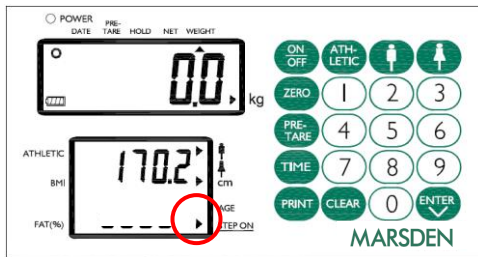 POWER
DATE PRE-TARE HOLD NET WEIGHT
0.0 kg
ATHLETIC 170.2
BMI cm
AGE
FAT(%) _ _ _ _ STEP ON
ON OFF ATH-LETIC
ZERO 1 2 3
PRE-TARE 4 5 6
TIME 7 8 9
PRINT CLEAR 0 ENTER
MARSDEN